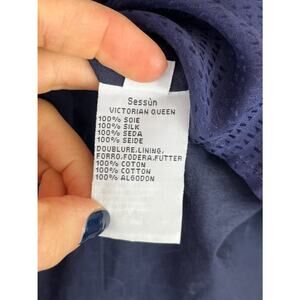 Sessùn
VICTORIAN QUEEN
100% SOIE
100% SILK
100% SEDA
100% SEIDE
DOUBLURE,LINING,
FORRO,FODERA,FUTTER
100% COTON
100% COTTON
100% ALGODON